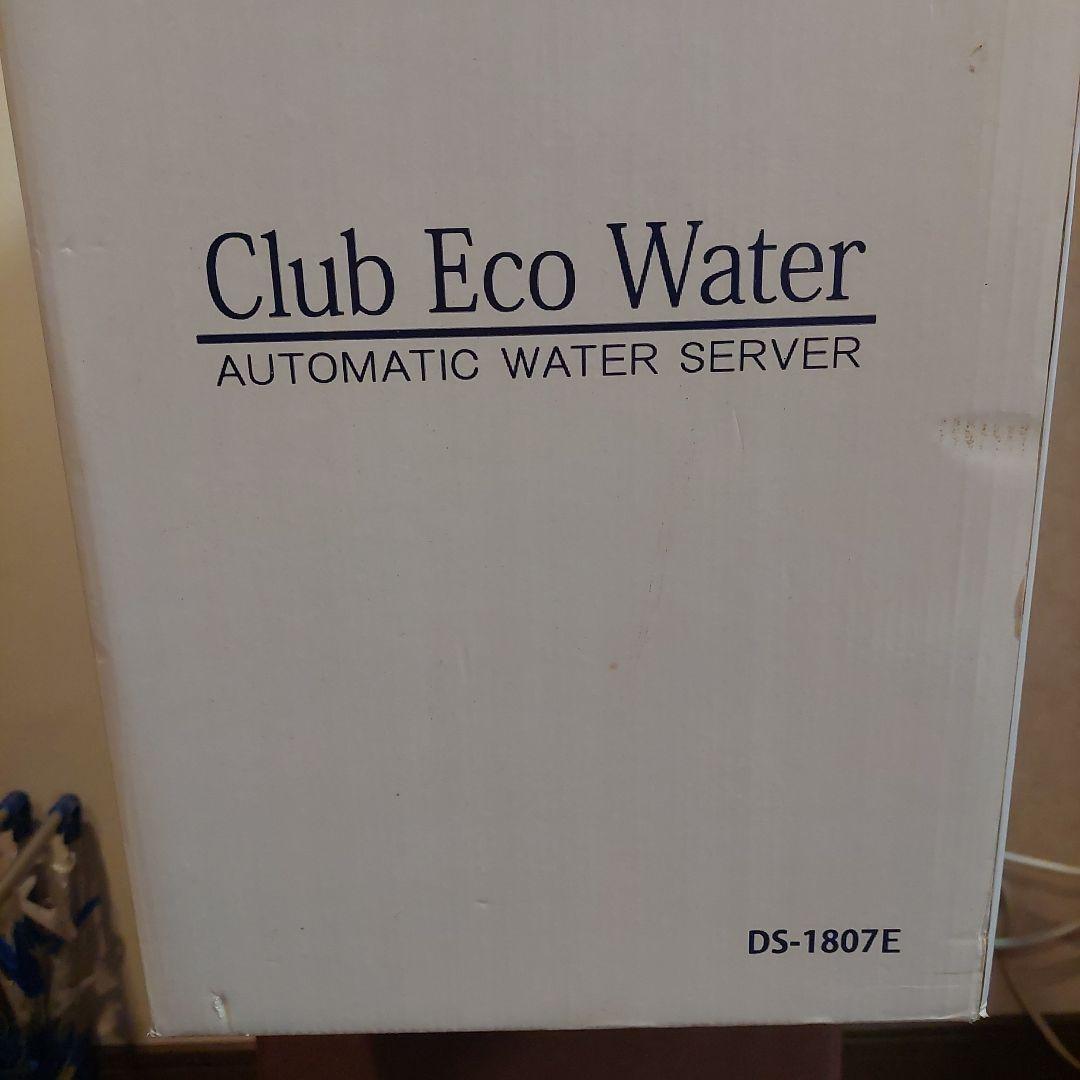 Club Eco Water
AUTOMATIC WATER SERVER
DS-1807E